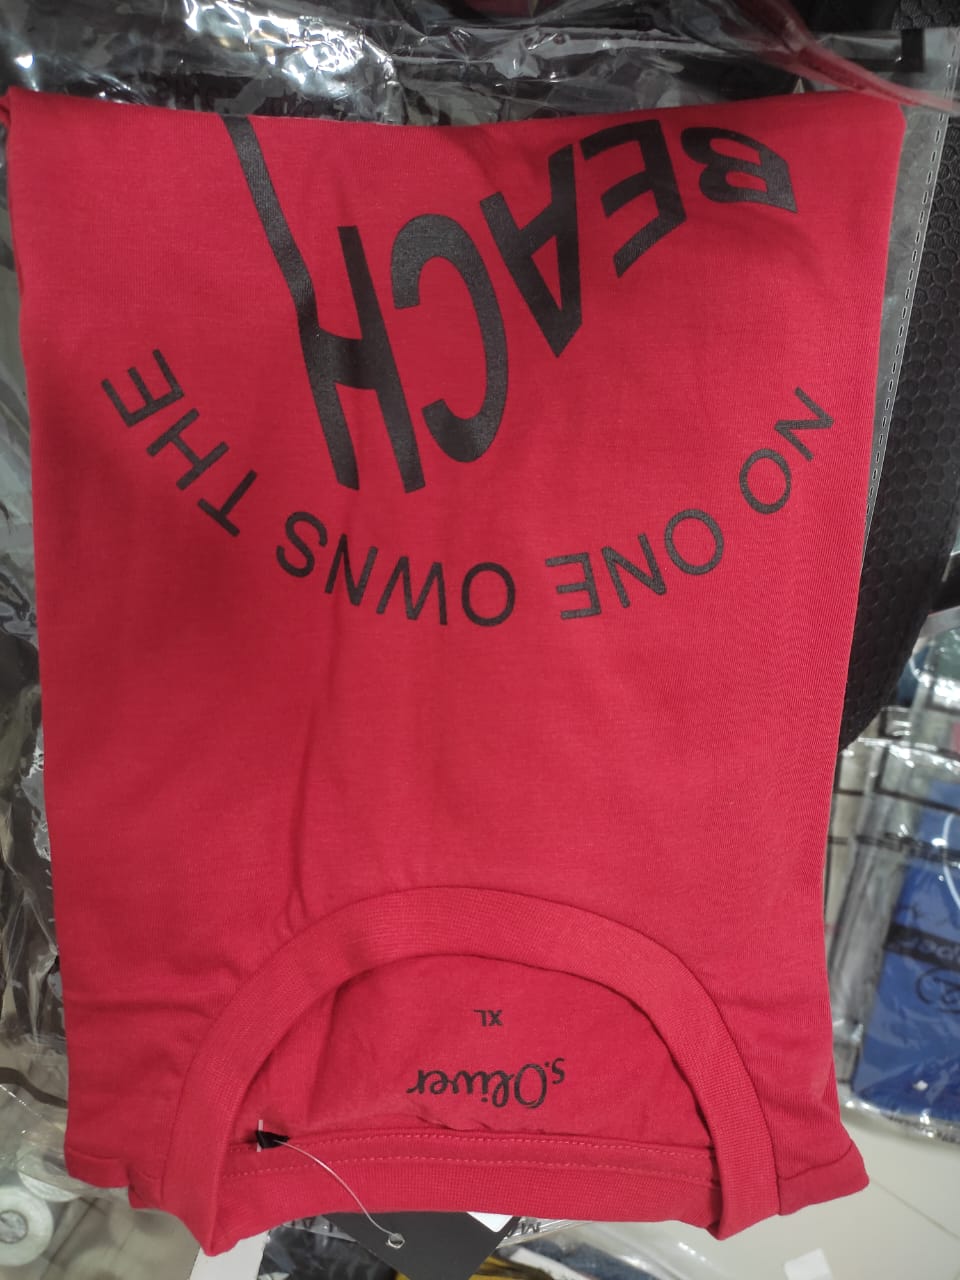 s.Oliver
XL
NO ONE OWNS THE
BEACH